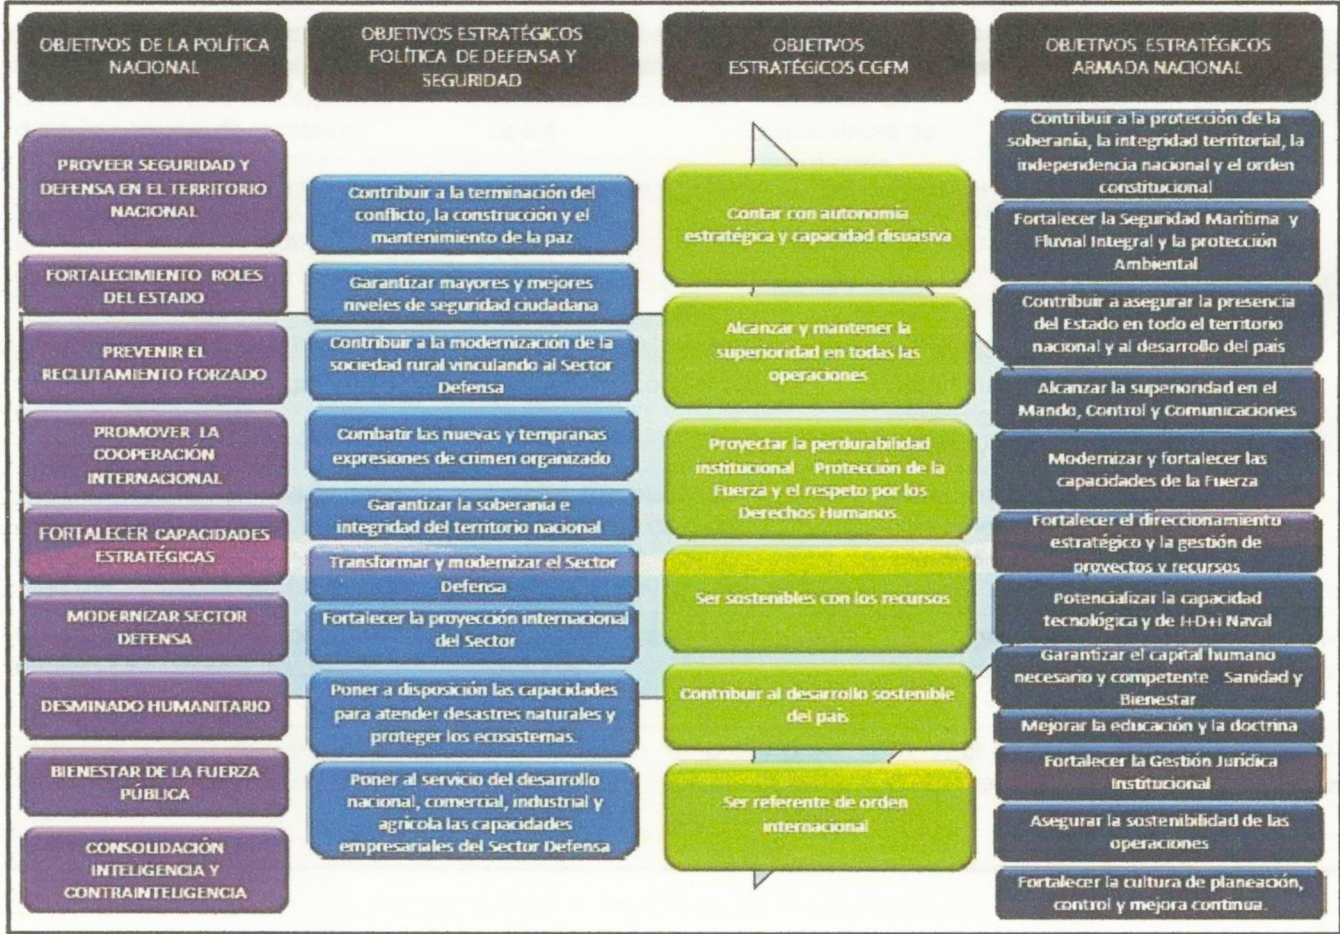 OBJETIVOS DE LA POLÍTICA
NACIONAL
PROVEER SEGURIDAD Y
DEFENSA EN EL TERRITORIO
NACIONAL
FORTALECIMIENTO ROLES
DEL ESTADO
PREVENIR EL
RECLUTAMIENTO FORZADO
PROMOVER LA
COOPERACIÓN
INTERNACIONAL
FORTALECER CAPACIDADES
ESTRATÉGICAS
MODERNIZAR SECTOR
DEFENSA
DESMINADO HUMANITARIO
BIENESTAR DE LA FUERZA
PÚBLICA
CONSOLIDACIÓN
INTELIGENCIA Y
CONTRAINTELIGENCIA
OBJETIVOS ESTRATÉGICOS
POLÍTICA DE DEFENSA Y
SEGURIDAD
Contribuir a la terminación del
conflicto, la construcción y el
mantenimiento de la paz
Garantizar mayores y mejores
niveles de seguridad ciudadana
Contribuir a la modernización de la
sociedad rural vinculando al Sector
Defensa
Combatir las nuevas y tempranas
expresiones de crimen organizado
Garantizar la soberanía e
integridad del territorio nacional
Transformar y modernizar el Sector
Defensa
Fortalecer la proyección internacional
del Sector
Poner a disposición las capacidades
para atender desastres naturales y
proteger los ecosistemas.
Poner al servicio del desarrollo
nacional, comercial, industrial y
agrícola las capacidades
empresariales del Sector Defensa
OBJETIVOS
ESTRATÉGICOS CGFM
Contar con autonomía
estratégica y capacidad disuasiva
Alcanzar y mantener la
superioridad en todas las
operaciones
Proyectar la perdurabilidad
institucional Protección de la
Fuerza y el respeto por los
Derechos Humanos.
Ser sostenibles con los recursos
Contribuir al desarrollo sostenible
del país
Ser referente de orden
internacional
OBJETIVOS ESTRATÉGICOS
ARMADA NACIONAL
Contribuir a la protección de la
soberanía, la integridad territorial, la
independencia nacional y el orden
constitucional
Fortalecer la Seguridad Marítima y
Fluvial Integral y la protección
Ambiental
Contribuir a asegurar la presencia
del Estado en todo el territorio
nacional y al desarrollo del país
Alcanzar la superioridad en el
Mando, Control y Comunicaciones
Modernizar y fortalecer las
capacidades de la Fuerza
Fortalecer el direccionamiento
estratégico y la gestión de
proyectos y recursos
Potencializar la capacidad
tecnológica y de I+D+i Naval
Garantizar el capital humano
necesario y competente Sanidad y
Bienestar
Mejorar la educación y la doctrina
Fortalecer la Gestión Jurídica
Institucional
Asegurar la sostenibilidad de las
operaciones
Fortalecer la cultura de planeación,
control y mejora continua.